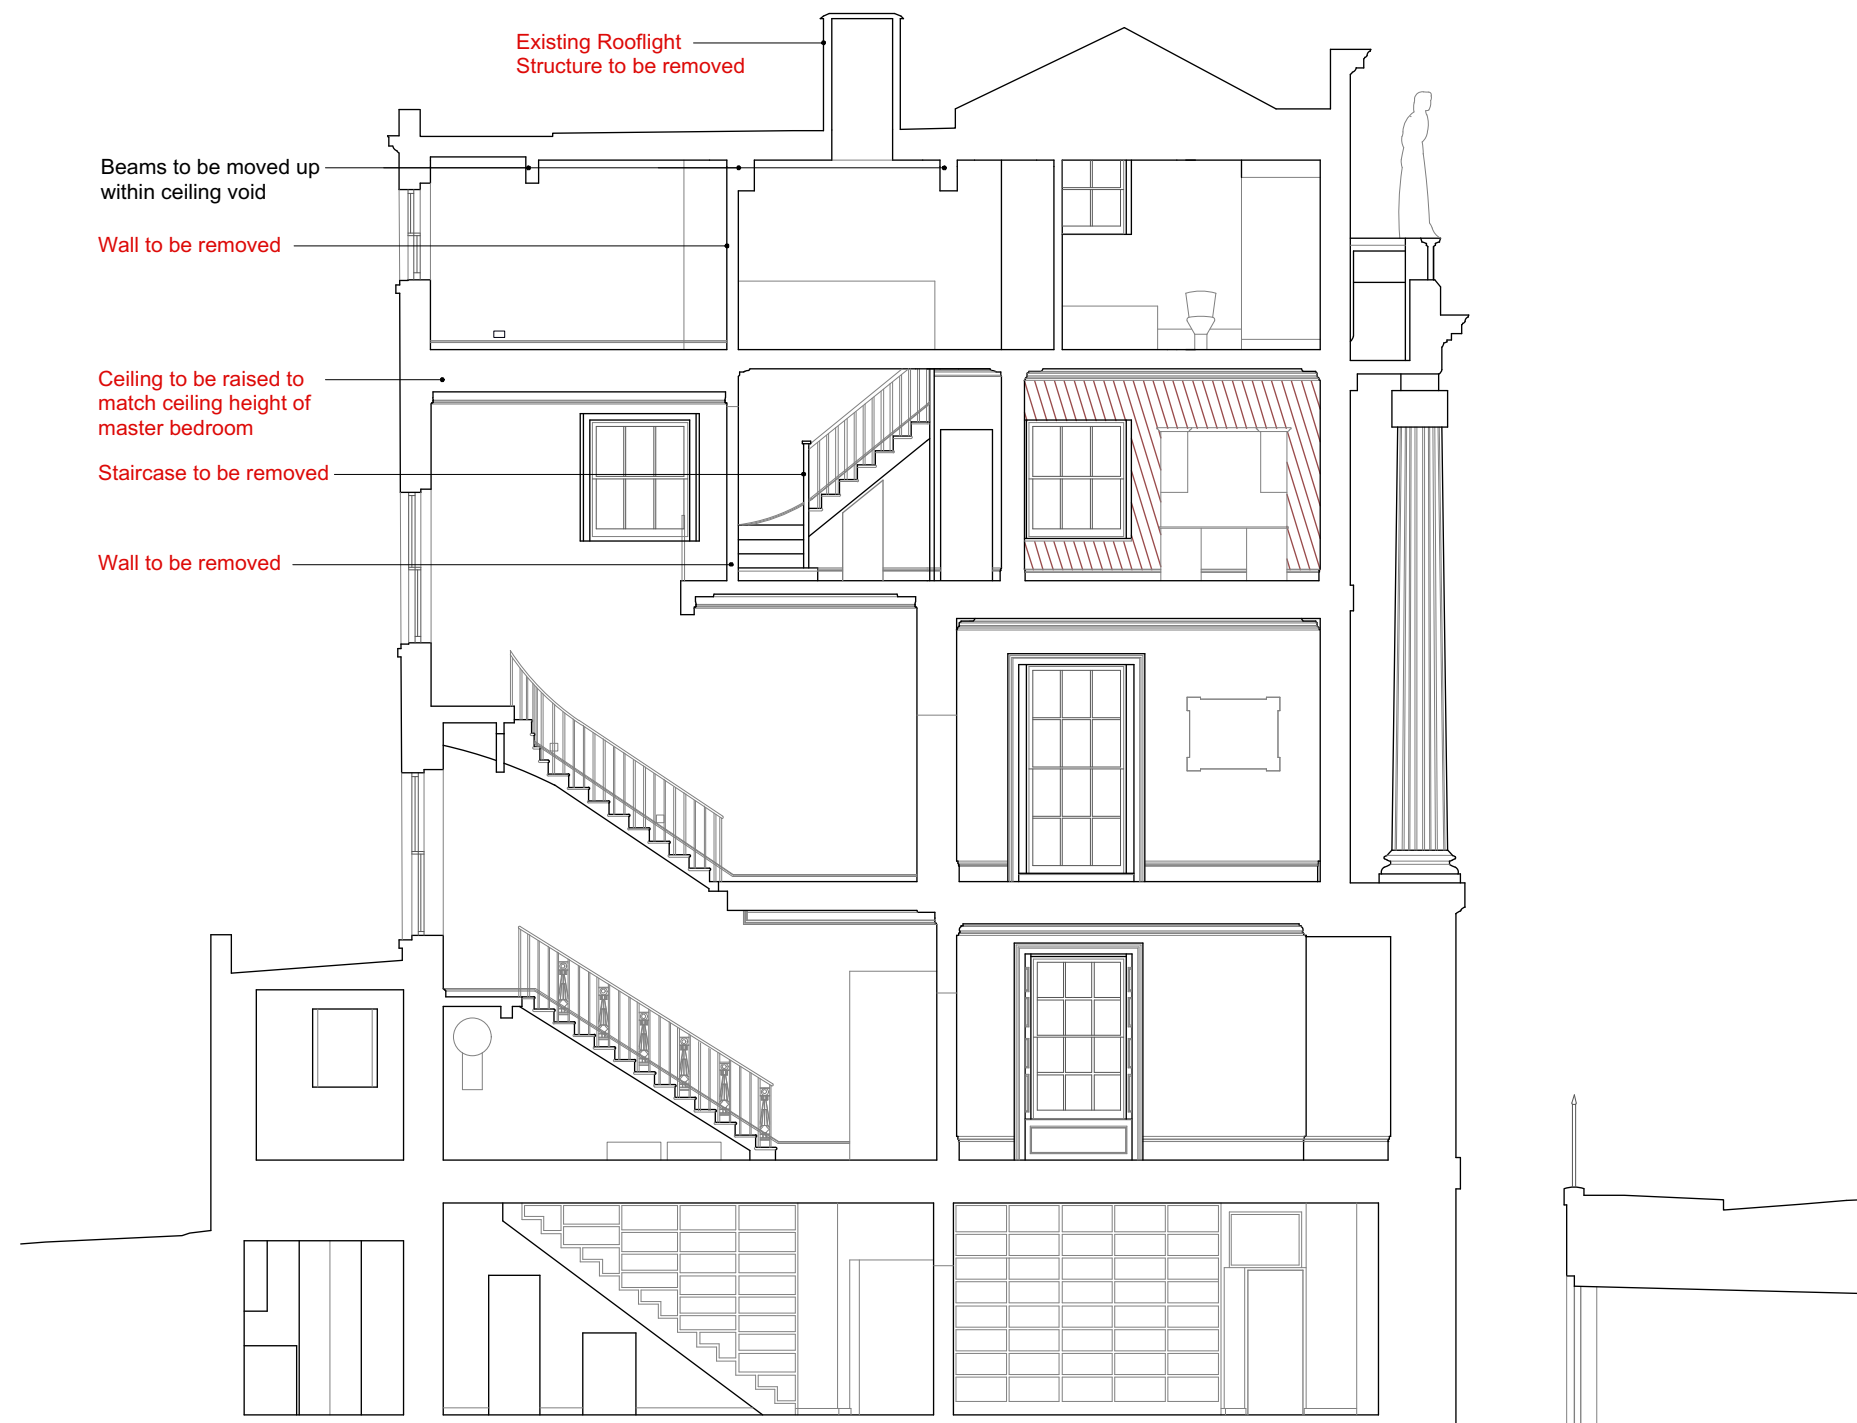 Existing Rooflight
Structure to be removed
Beams to be moved up
within ceiling void
Wall to be removed
Ceiling to be raised to
match ceiling height of
master bedroom
Staircase to be removed
Wall to be removed